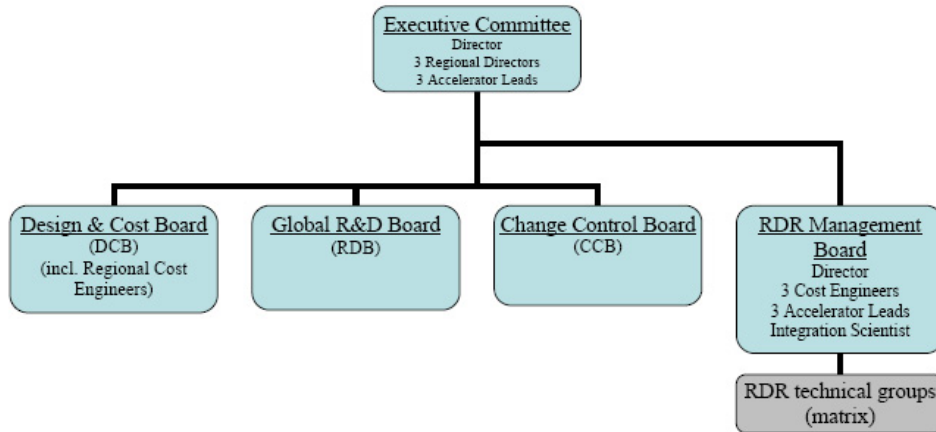 Executive Committee
Director
3 Regional Directors
3 Accelerator Leads
Design & Cost Board
(DCB)
(incl. Regional Cost
Engineers)
Global R&D Board
(RDB)
Change Control Board
(CCB)
RDR Management
Board
Director
3 Cost Engineers
3 Accelerator Leads
Integration Scientist
RDR technical groups
(matrix)